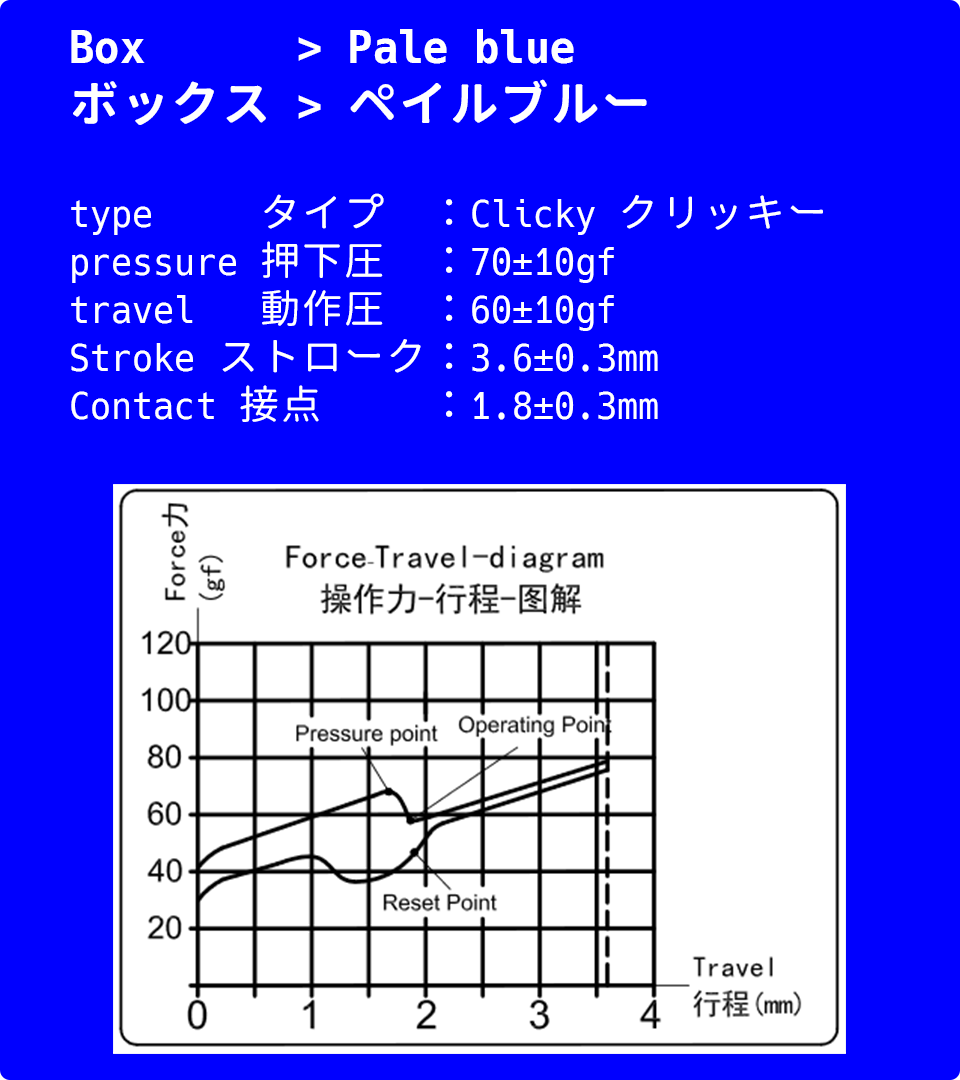 Box > Pale blue
ボックス > ペイルブルー
type タイプ ：Clicky クリッキー
pressure 押下圧 ：70±10gf
travel 動作圧 ：60±10gf
Stroke ストローク：3.6±0.3mm
Contact 接点 ：1.8±0.3mm
Force力
(gf)
Force-Travel-diagram
操作力-行程-图解
120
100
80
60
40
20
Pressure point
Operating Point
Reset Point
0 1 2 3 4
Travel
行程(mm)